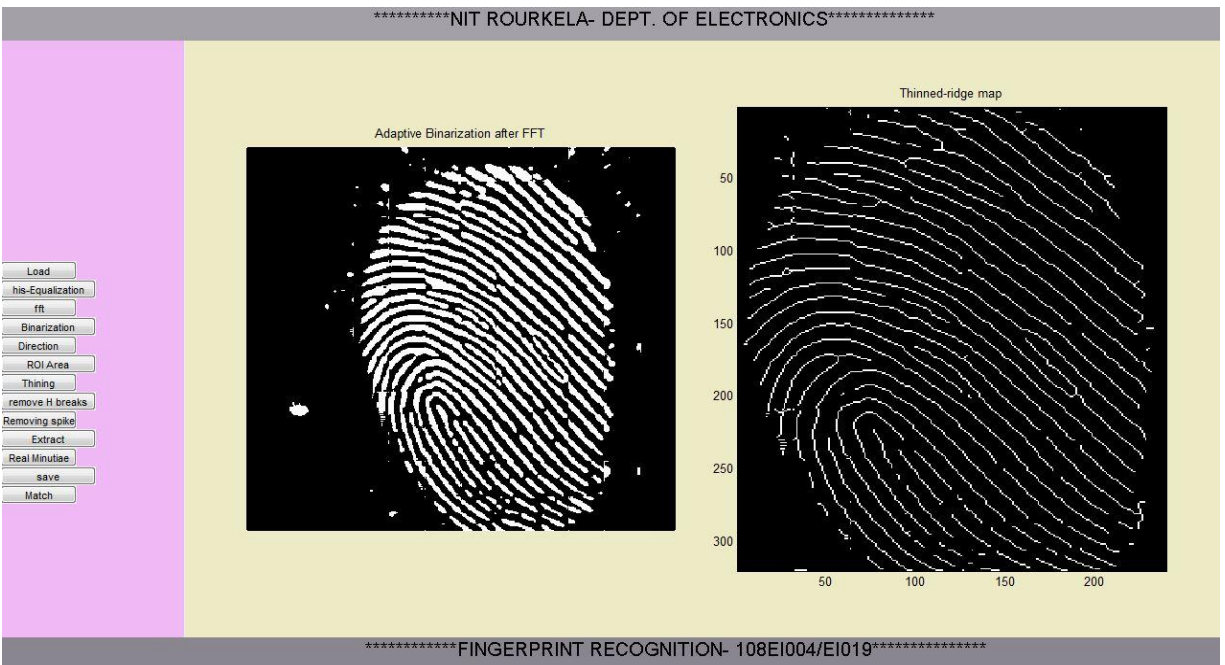 **********NIT ROURKELA- DEPT. OF ELECTRONICS**************
Load
his-Equalization
fft
Binarization
Direction
ROI Area
Thining
remove H breaks
Removing spike
Extract
Real Minutiae
save
Match
Adaptive Binarization after FFT
Thinned-ridge map
50
100
150
200
250
300
50 100 150 200
************FINGERPRINT RECOGNITION- 108EI004/EI019***************